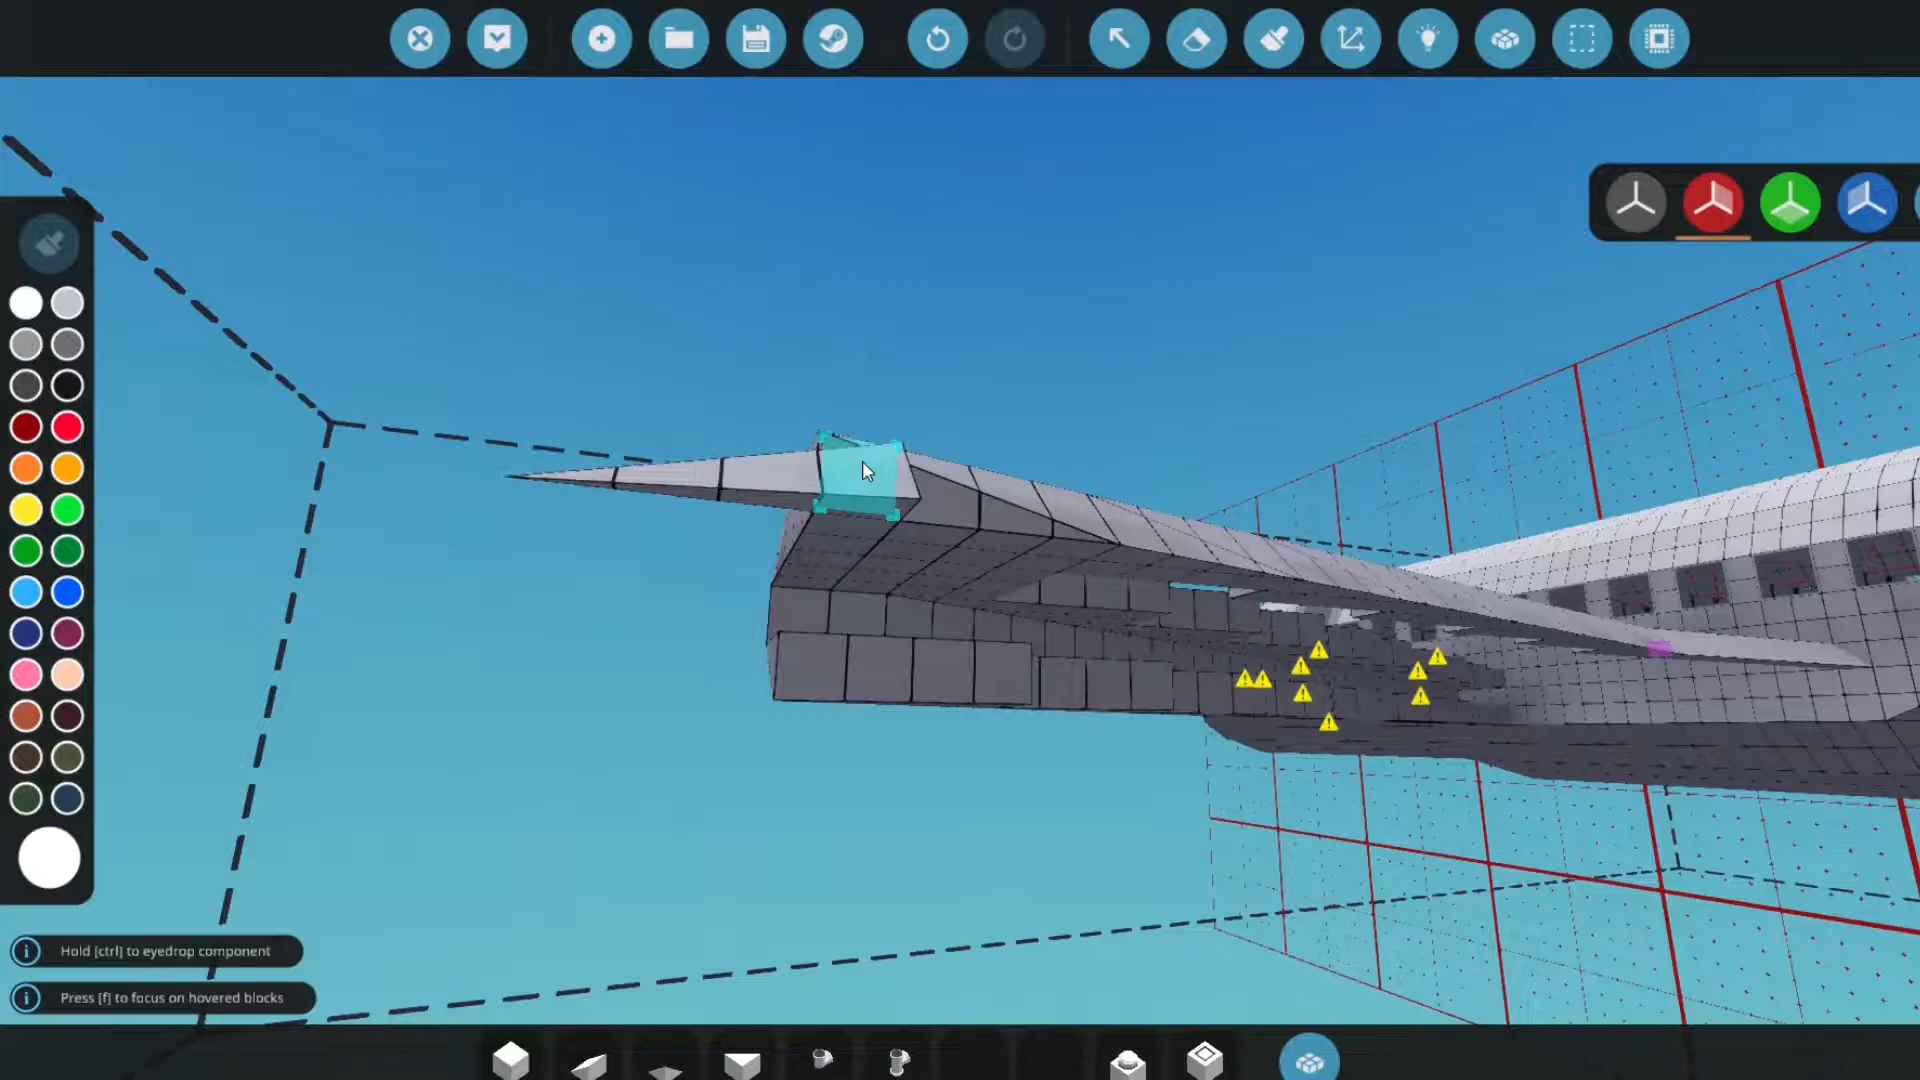 Hold [ctrl] to eyedrop component
Press [f] to focus on hovered blocks